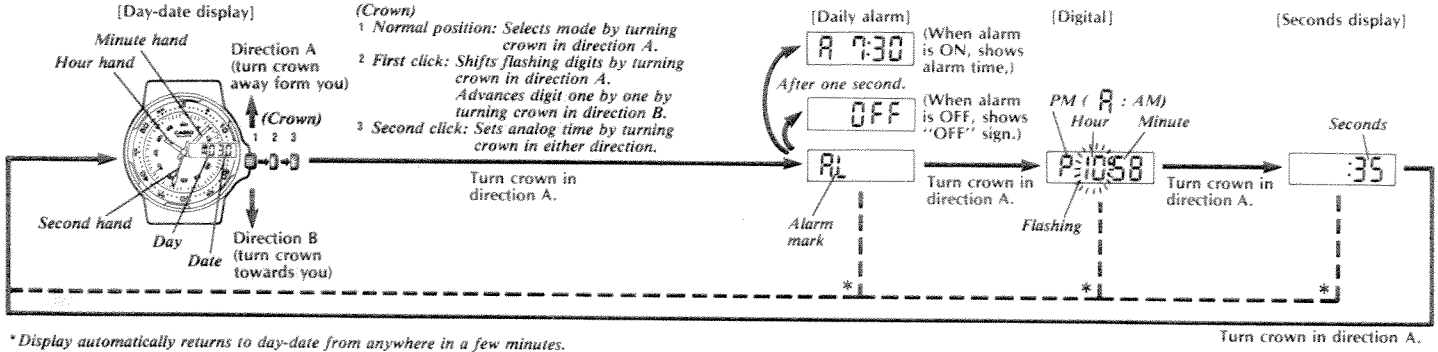 [Day-date display]
Minute hand
Hour hand
Direction A
(turn crown
away form you)
(Crown)
1 2 3
CASIO
Second hand
Day
Date
Direction B
(turn crown
towards you)
(Crown)
1 Normal position: Selects mode by turning
crown in direction A.
2 First click: Shifts flashing digits by turning
crown in direction A.
Advances digit one by one by
turning crown in direction B.
3 Second click: Sets analog time by turning
crown in either direction.
Turn crown in
direction A.
[Daily alarm]
A 7:30
(When alarm
is ON, shows
alarm time,)
After one second.
OFF
(When alarm
is OFF, shows
"OFF" sign.)
AL
Alarm
mark
Turn crown in
direction A.
[Digital]
PM ( A : AM)
Hour
Minute
P 10:58
Flashing
Turn crown in
direction A.
[Seconds display]
Seconds
:35
*
*
*
Turn crown in direction A.
*Display automatically returns to day-date from anywhere in a few minutes.